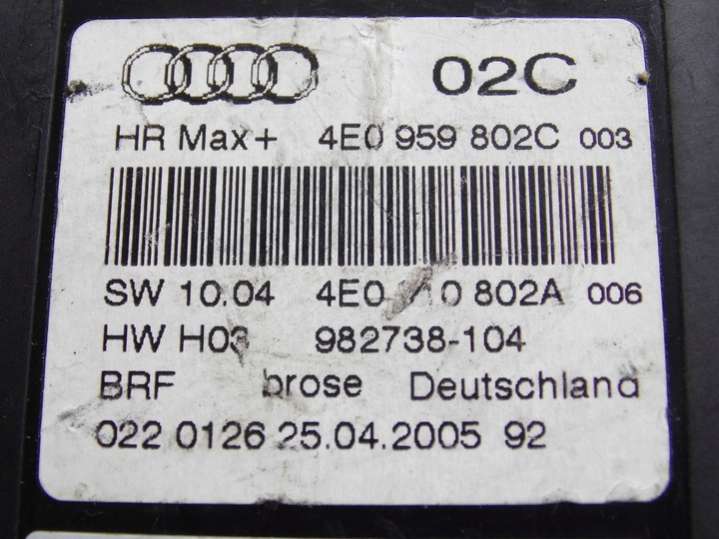 02C
HR Max+ 4E0 959 802C 003
SW 10.04 4E0 802A 006
HW H03 982738-104
BRF brose Deutschland
022 0126 25.04.2005 92